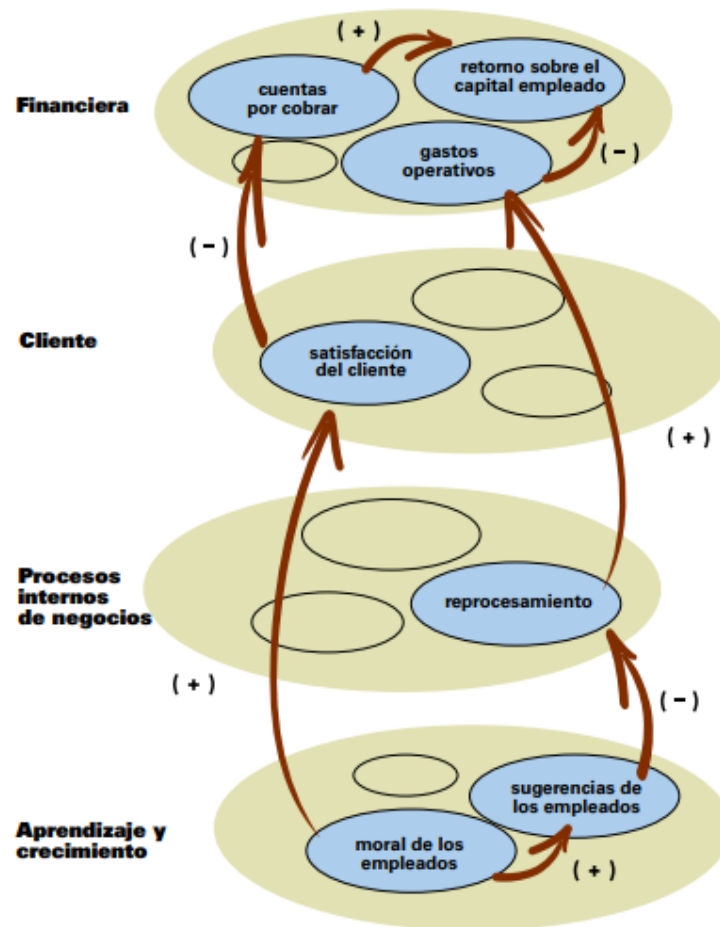 ( + )
Financiera
cuentas
por cobrar
retorno sobre el
capital empleado
gastos
operativos
( - )
( - )
Cliente
satisfacción
del cliente
( + )
Procesos
internos
de negocios
reprocesamiento
( + )
( - )
Aprendizaje y
crecimiento
sugerencias de
los empleados
moral de los
empleados
( + )